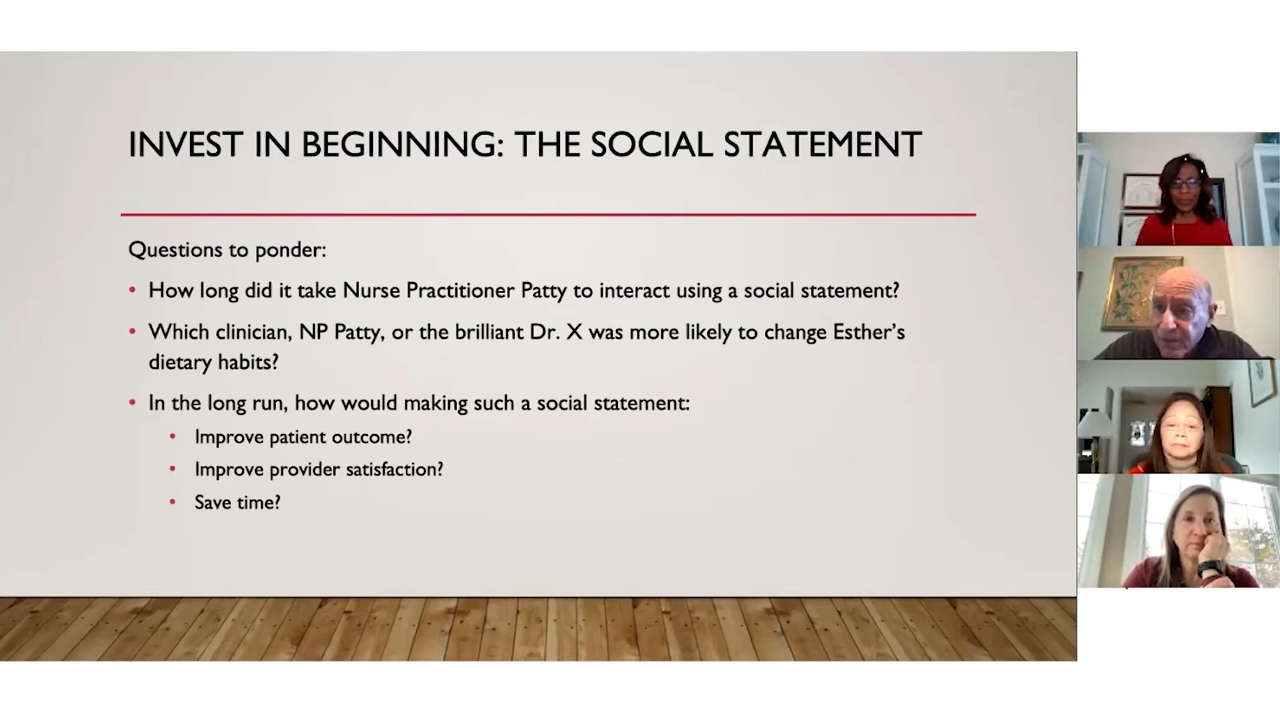 INVEST IN BEGINNING: THE SOCIAL STATEMENT
Questions to ponder:
• How long did it take Nurse Practitioner Patty to interact using a social statement?
• Which clinician, NP Patty, or the brilliant Dr. X was more likely to change Esther's
dietary habits?
• In the long run, how would making such a social statement:
• Improve patient outcome?
• Improve provider satisfaction?
• Save time?